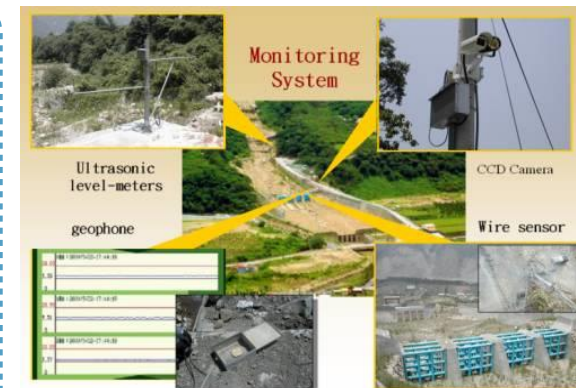 Monitoring
System
Ultrasonic
level-meters
CCD Camera
geophone
Wire sensor